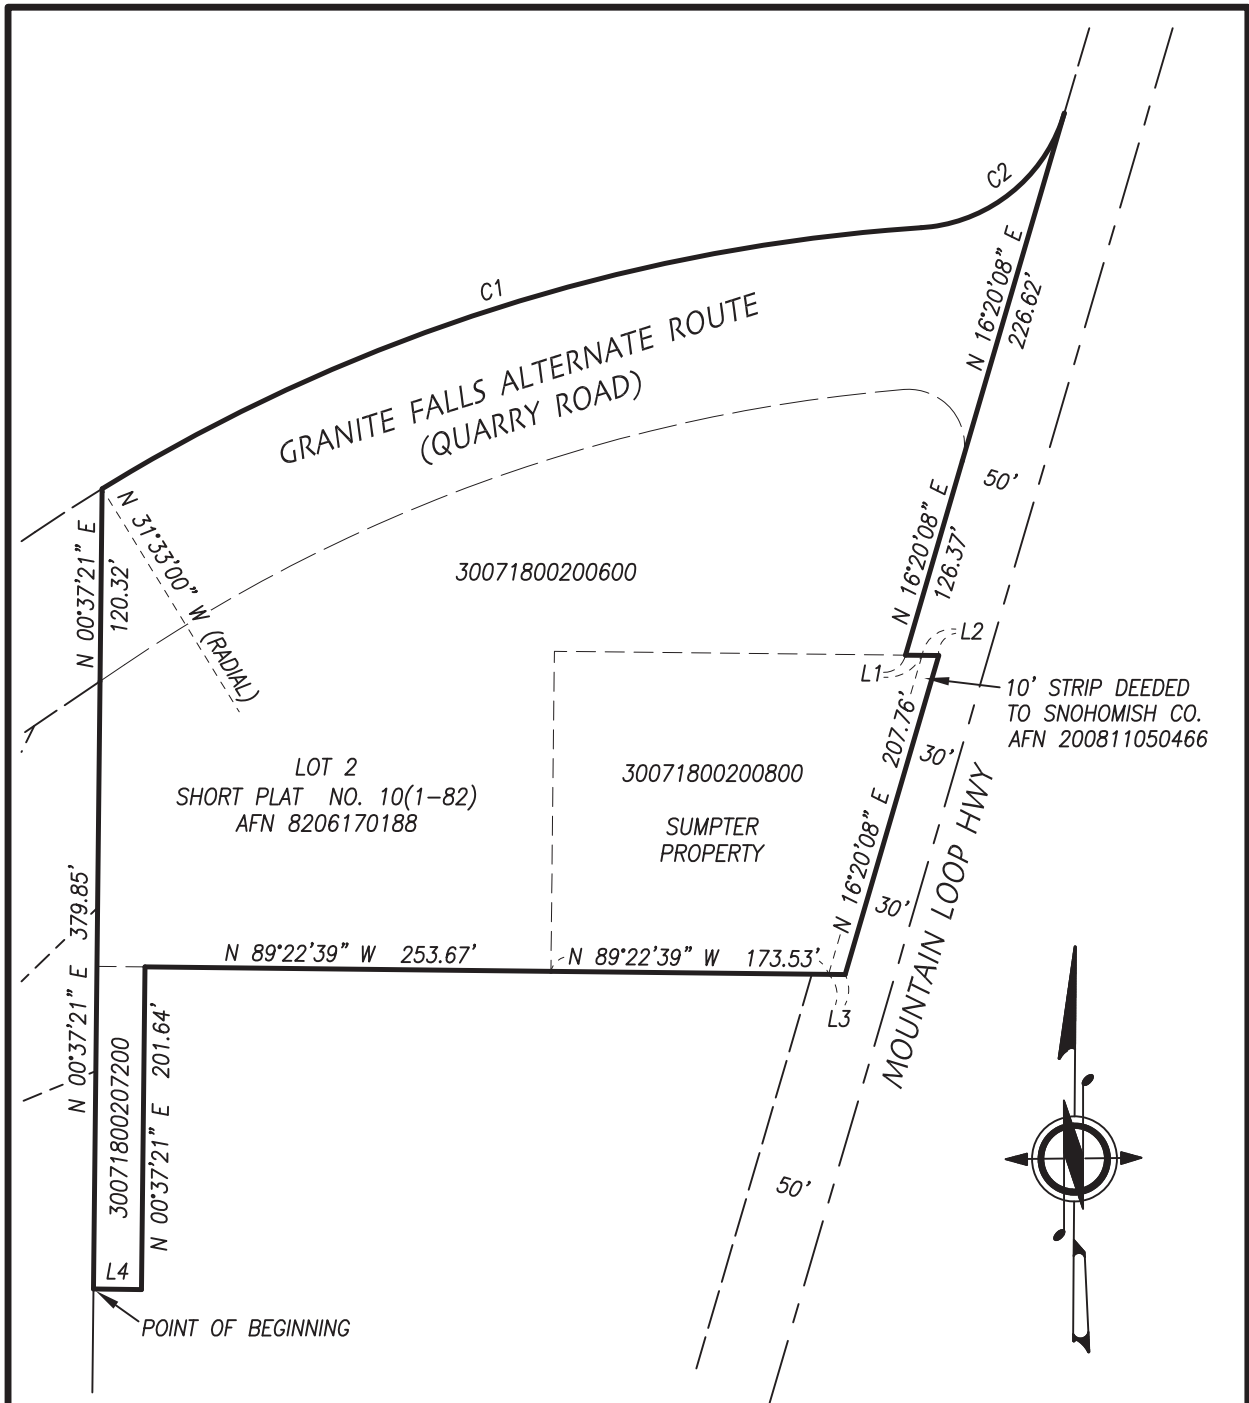 C2
C1
N 16°20'08" E
226.62'
GRANITE FALLS ALTERNATE ROUTE
(QUARRY ROAD)
50'
N 31°33'00" W (RADIAL)
N 00°37'21" E
120.32'
N 16°20'08" E
126.37'
30071800200600
L2
L1
10' STRIP DEEDED
TO SNOHOMISH CO.
AFN 200811050466
N 16°20'08" E 207.76'
30'
LOT 2
SHORT PLAT NO. 10(1-82)
AFN 8206170188
30071800200800
SUMPTER
PROPERTY
MOUNTAIN LOOP HWY
30'
N 00°37'21" E 379.85'
N 89°22'39" W 253.67'
N 89°22'39" W 173.53'
L3
30071800207200
N 00°37'21" E 201.64'
50'
L4
POINT OF BEGINNING